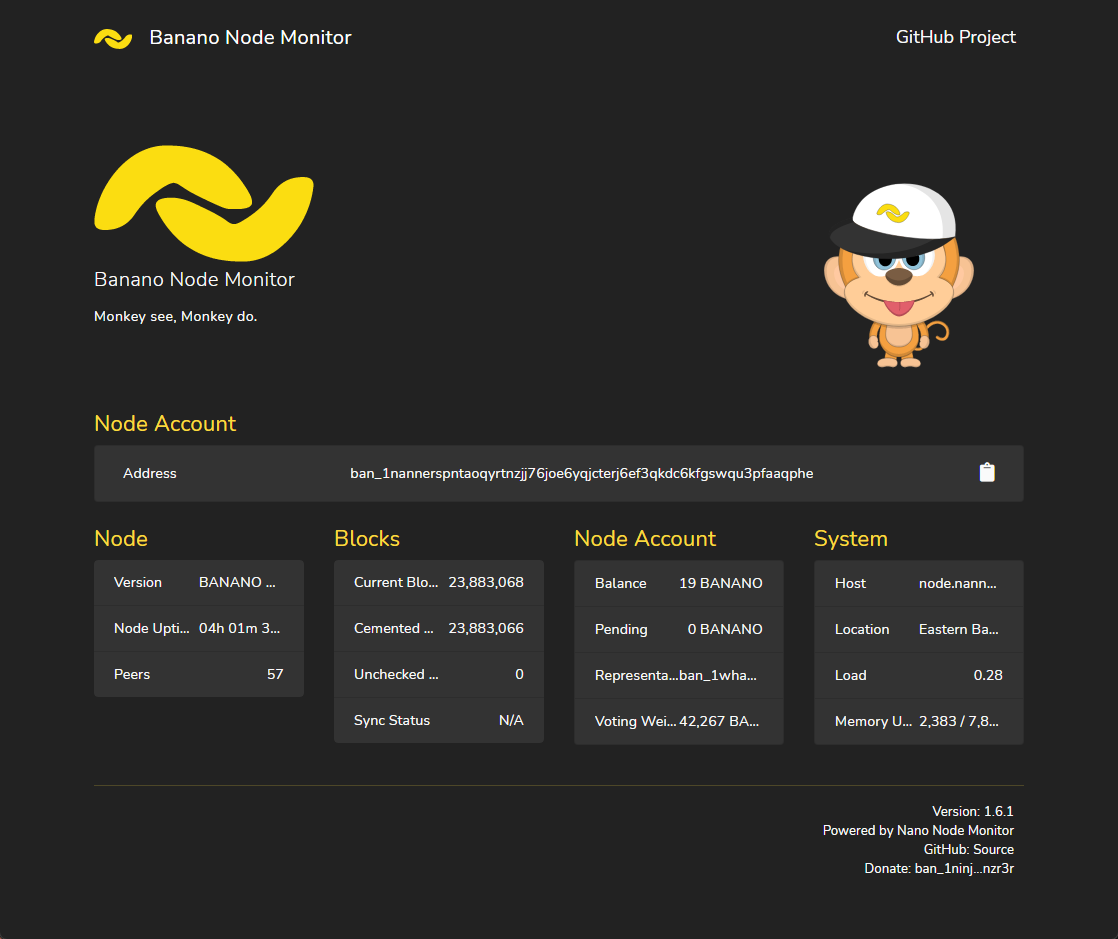 Banano Node Monitor
GitHub Project
Banano Node Monitor
Monkey see, Monkey do.
Node Account
Address ban_1nannerspntaoqyrtnzjj76joe6yqjcterj6ef3qkdc6kfgswqu3pfaaqphe
Node
Version BANANO ...
Node Upti... 04h 01m 3...
Peers 57
Blocks
Current Blo... 23,883,068
Cemented ... 23,883,066
Unchecked ... 0
Sync Status N/A
Node Account
Balance 19 BANANO
Pending 0 BANANO
Representa... ban_1wha...
Voting Wei... 42,267 BA...
System
Host node.nann...
Location Eastern Ba...
Load 0.28
Memory U... 2,383 / 7,8...
Version: 1.6.1
Powered by Nano Node Monitor
GitHub: Source
Donate: ban_1ninj...nzr3r